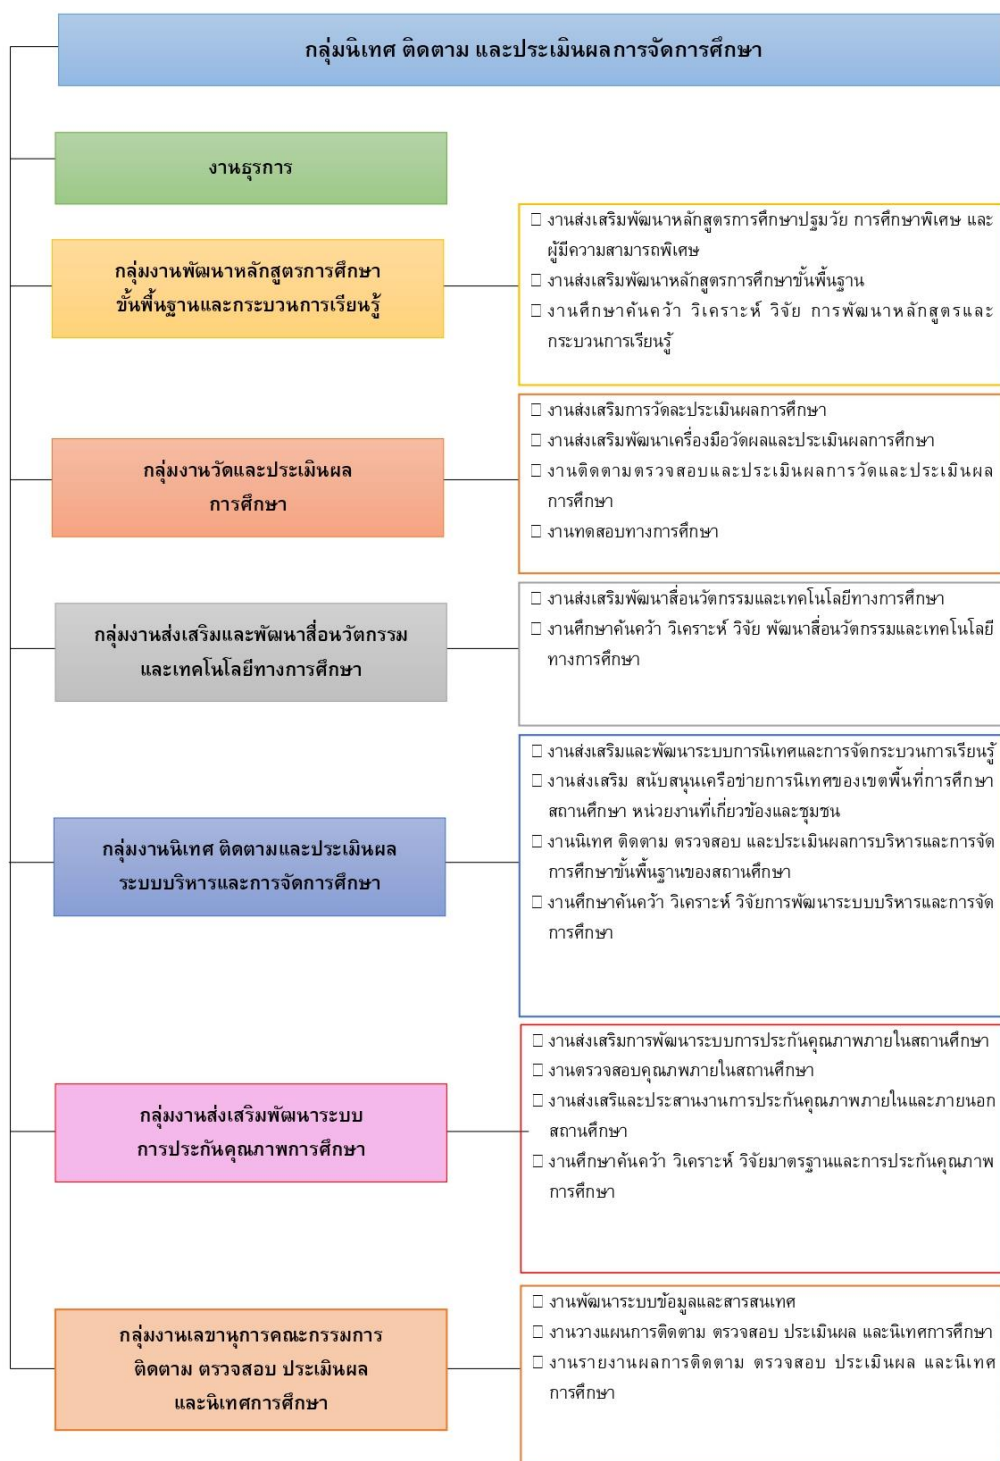 กลุ่มนิเทศ ติดตาม และประเมินผลการจัดการศึกษา
งานธุรการ
กลุ่มงานพัฒนาหลักสูตรการศึกษา
ขั้นพื้นฐานและกระบวนการเรียนรู้
□ งานส่งเสริมพัฒนาหลักสูตรการศึกษาปฐมวัย การศึกษาพิเศษ และ
ผู้มีความสามารถพิเศษ
□ งานส่งเสริมพัฒนาหลักสูตรการศึกษาขั้นพื้นฐาน
□ งานศึกษาค้นคว้า วิเคราะห์ วิจัย การพัฒนาหลักสูตรและ
กระบวนการเรียนรู้
กลุ่มงานวัดและประเมินผล
การศึกษา
□ งานส่งเสริมการวัดละประเมินผลการศึกษา
□ งานส่งเสริมพัฒนาเครื่องมือวัดผลและประเมินผลการศึกษา
□ งานติดตามตรวจสอบและประเมินผลการวัดและประเมินผล
การศึกษา
□ งานทดสอบทางการศึกษา
กลุ่มงานส่งเสริมและพัฒนาสื่อนวัตกรรม
และเทคโนโลยีทางการศึกษา
□ งานส่งเสริมพัฒนาสื่อนวัตกรรมและเทคโนโลยีทางการศึกษา
□ งานศึกษาค้นคว้า วิเคราะห์ วิจัย พัฒนาสื่อนวัตกรรมและเทคโนโลยี
ทางการศึกษา
กลุ่มงานนิเทศ ติดตามและประเมินผล
ระบบบริหารและการจัดการศึกษา
□ งานส่งเสริมและพัฒนาระบบการนิเทศและการจัดกระบวนการเรียนรู้
□ งานส่งเสริม สนับสนุนเครือข่ายการนิเทศของเขตพื้นที่การศึกษา
สถานศึกษา หน่วยงานที่เกี่ยวข้องและชุมชน
□ งานนิเทศ ติดตาม ตรวจสอบ และประเมินผลการบริหารและการจัด
การศึกษาขั้นพื้นฐานของสถานศึกษา
□ งานศึกษาค้นคว้า วิเคราะห์ วิจัยการพัฒนาระบบบริหารและการจัด
การศึกษา
กลุ่มงานส่งเสริมพัฒนาระบบ
การประกันคุณภาพการศึกษา
□ งานส่งเสริมการพัฒนาระบบการประกันคุณภาพภายในสถานศึกษา
□ งานตรวจสอบคุณภพภายในสถานศึกษา
□ งานส่งเสริและประสานงานการประกันคุณภาพภายในและภายนอก
สถานศึกษา
□ งานศึกษาค้นคว้า วิเคราะห์ วิจัยมาตรฐานและการประกันคุณภาพ
การศึกษา
กลุ่มงานเลขานุการคณะกรรมการ
ติดตาม ตรวจสอบ ประเมินผล
และนิเทศการศึกษา
□ งานพัฒนาระบบข้อมูลและสารสนเทศ
□ งานวางแผนการติดตาม ตรวจสอบ ประเมินผล และนิเทศการศึกษา
□ งานรายงานผลการติดตาม ตรวจสอบ ประเมินผล และนิเทศ
การศึกษา